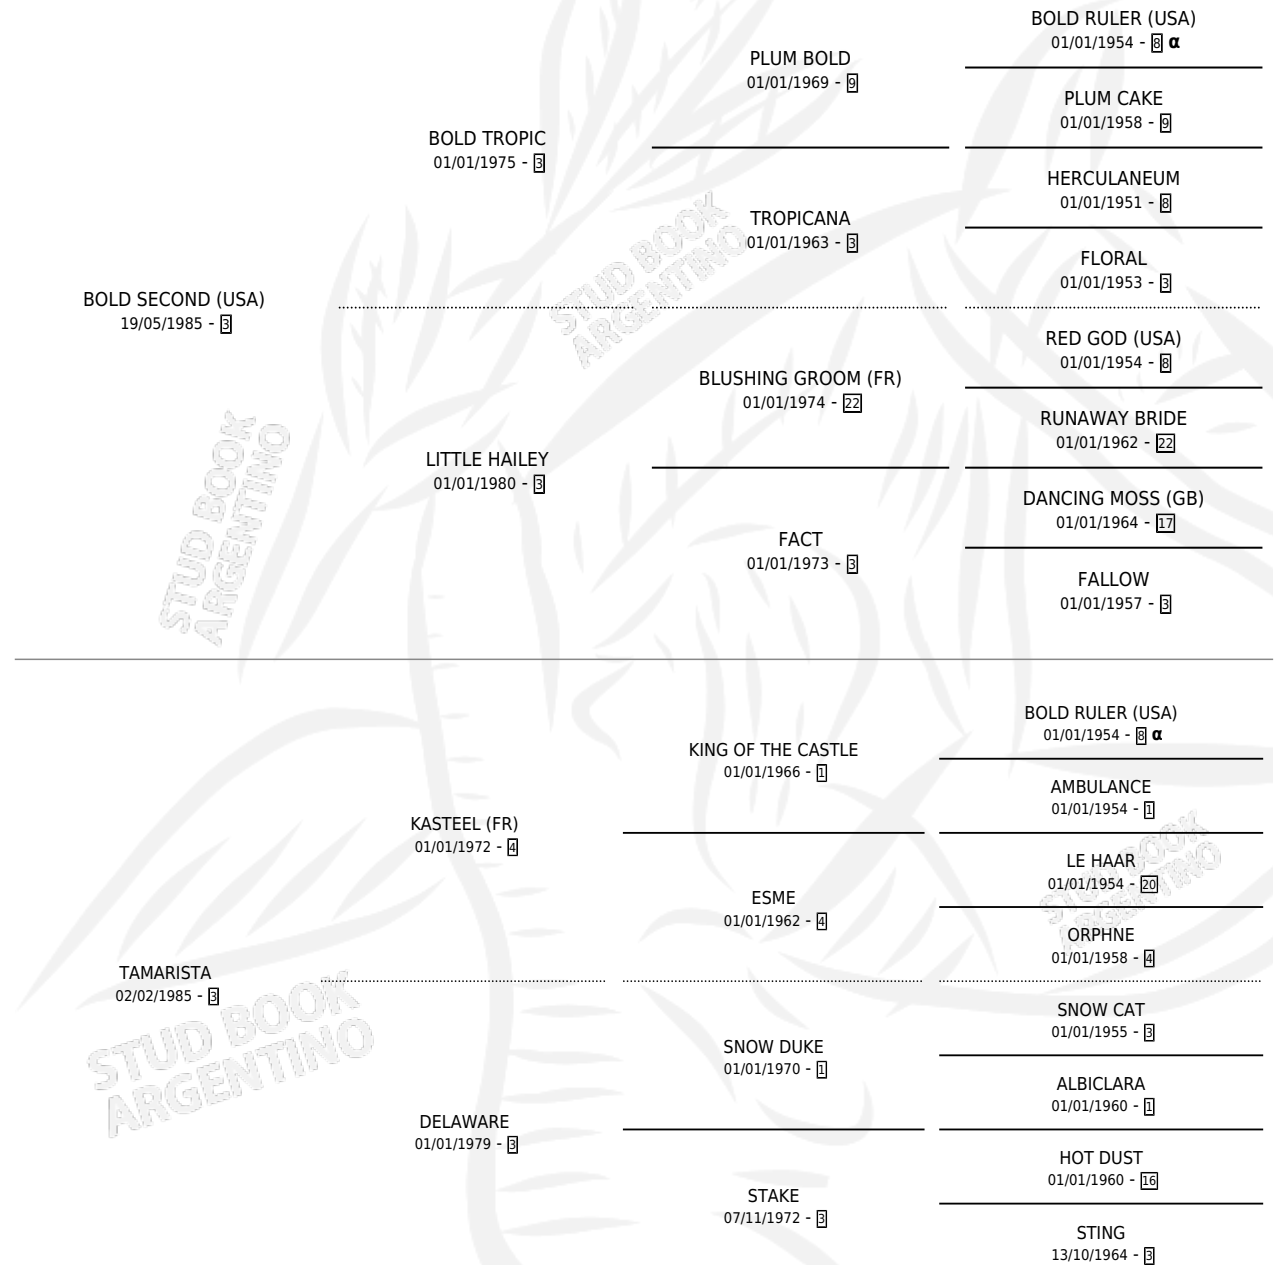 BOLD SECOND (USA)
19/05/1985 - 3
BOLD TROPIC
01/01/1975 - 3
PLUM BOLD
01/01/1969 - 9
BOLD RULER (USA)
01/01/1954 - 8 α
PLUM CAKE
01/01/1958 - 9
TROPICANA
01/01/1963 - 3
HERCULANEUM
01/01/1951 - 8
FLORAL
01/01/1953 - 3
LITTLE HAILEY
01/01/1980 - 3
BLUSHING GROOM (FR)
01/01/1974 - 22
RED GOD (USA)
01/01/1954 - 8
RUNAWAY BRIDE
01/01/1962 - 22
FACT
01/01/1973 - 3
DANCING MOSS (GB)
01/01/1964 - 17
FALLOW
01/01/1957 - 3
TAMARISTA
02/02/1985 - 3
KASTEEL (FR)
01/01/1972 - 4
KING OF THE CASTLE
01/01/1966 - 1
BOLD RULER (USA)
01/01/1954 - 8 α
AMBULANCE
01/01/1954 - 1
ESME
01/01/1962 - 4
LE HAAR
01/01/1954 - 20
ORPHNE
01/01/1958 - 4
DELAWARE
01/01/1979 - 3
SNOW DUKE
01/01/1970 - 1
SNOW CAT
01/01/1955 - 3
ALBICLARA
01/01/1960 - 1
STAKE
07/11/1972 - 3
HOT DUST
01/01/1960 - 16
STING
13/10/1964 - 3
STUD BOOK
ARGENTINO
STUD BOOK
ARGENTINO
STUD BOOK
ARGENTINO
STUD BOOK
ARGENTINO